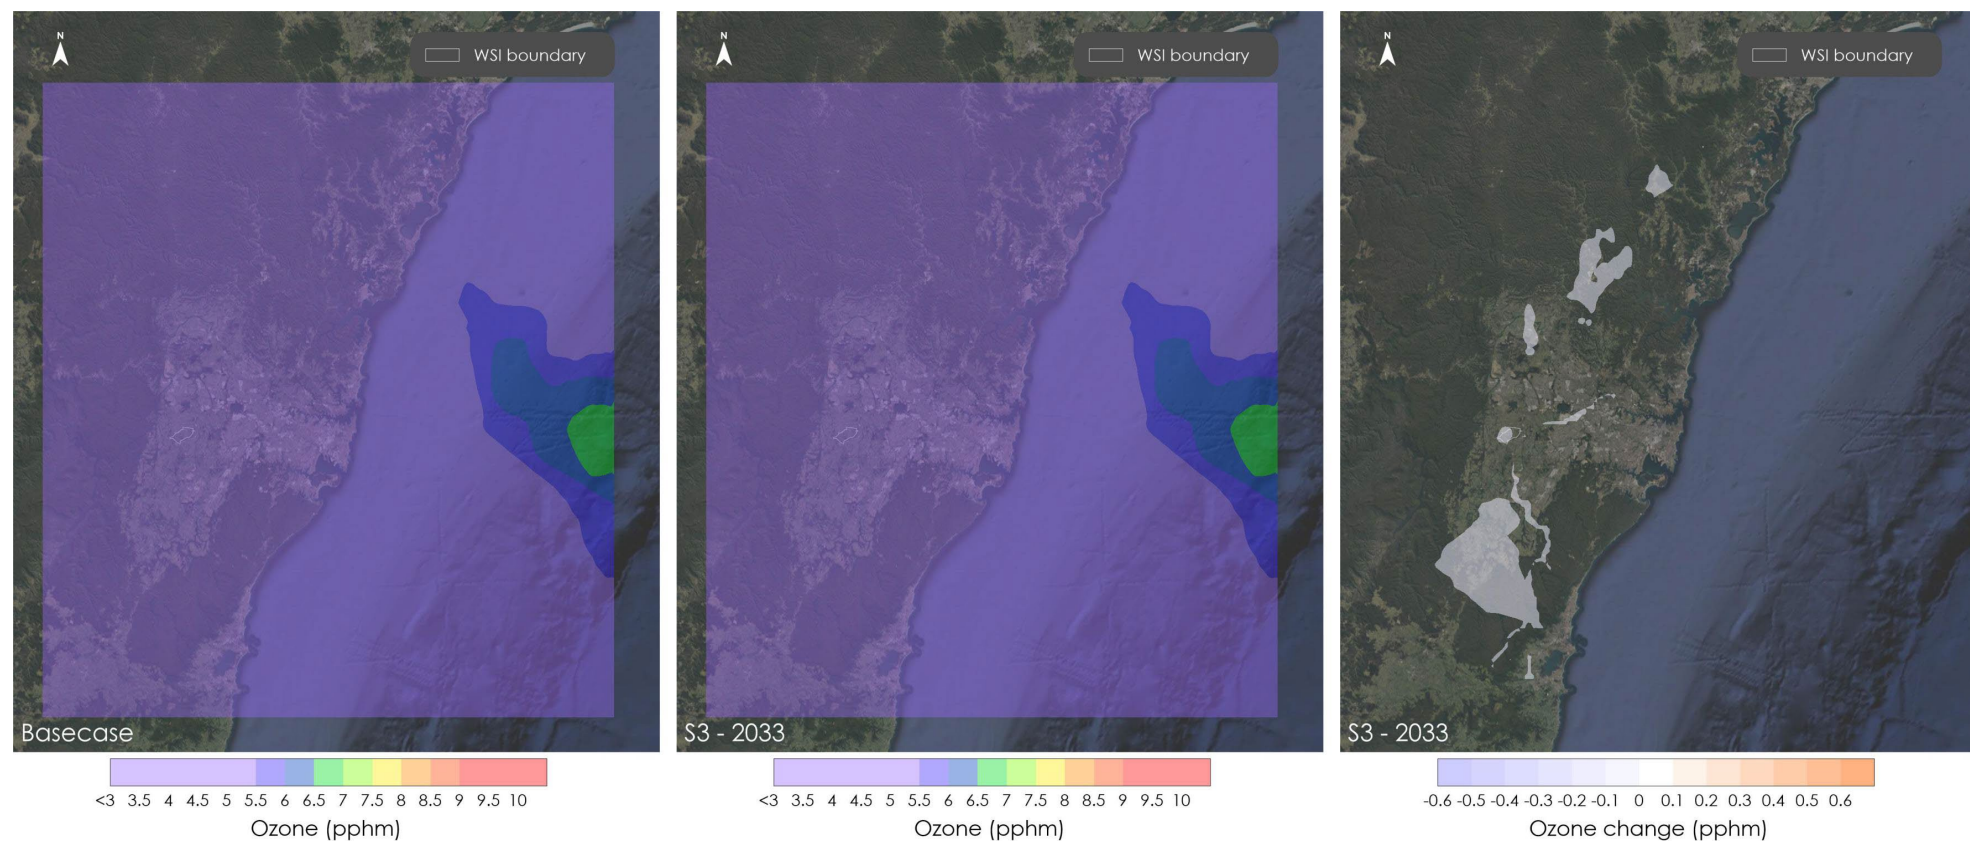 N
WSI boundary
N
WSI boundary
N
WSI boundary
Basecase
S3 - 2033
S3 - 2033
<3 3.5 4 4.5 5 5.5 6 6.5 7 7.5 8 8.5 9 9.5 10
<3 3.5 4 4.5 5 5.5 6 6.5 7 7.5 8 8.5 9 9.5 10
-0.6 -0.5 -0.4 -0.3 -0.2 -0.1 0 0.1 0.2 0.3 0.4 0.5 0.6
Ozone (pphm)
Ozone (pphm)
Ozone change (pphm)